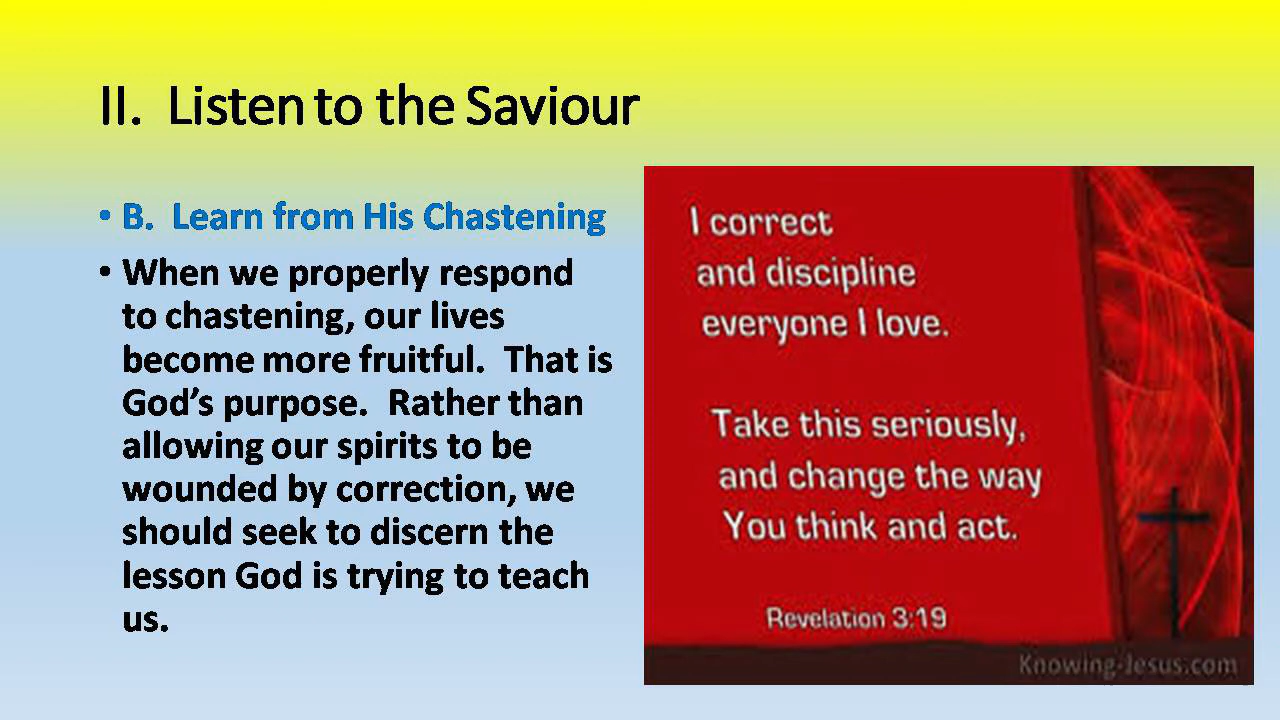 II.  Listen to the Saviour
• B.  Learn from His Chastening
• When we properly respond
to chastening, our lives
become more fruitful.  That is
God's purpose.  Rather than
allowing our spirits to be
wounded by correction, we
should seek to discern the
lesson God is trying to teach
us.
I correct
and discipline
everyone I love.
Take this seriously,
and change the way
You think and act.
Revelation 3:19
Knowing-Jesus.com